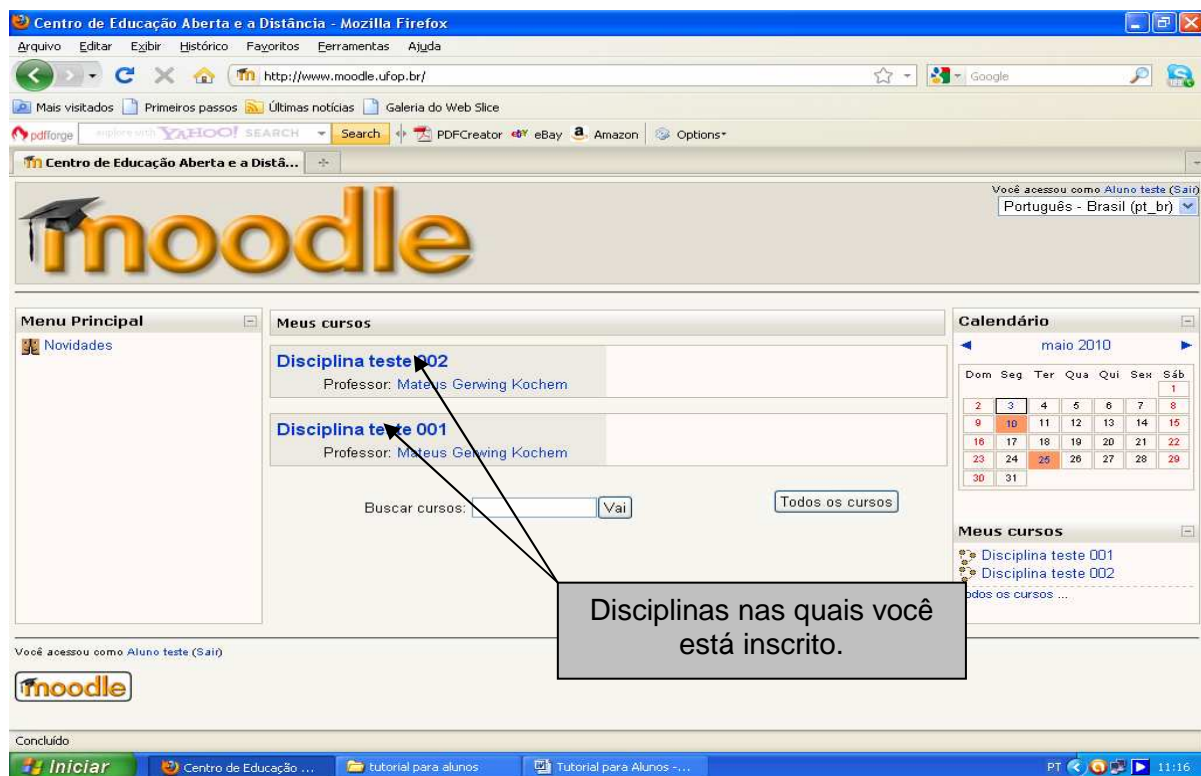 Centro de Educação Aberta e a Distância - Mozilla Firefox
Arquivo Editar Exibir Histórico Favoritos Ferramentas Ajuda
http://www.moodle.ufop.br/
Google
Mais visitados Primeiros passos Últimas notícias Galeria do Web Slice
pdfforge explore with YAHOO! SEARCH Search PDFCreator eBay Amazon Options
Centro de Educação Aberta e a Distâ...
Você acessou como Aluno teste (Sair)
Português - Brasil (pt_br)
moodle
Menu Principal
Novidades
Meus cursos
Disciplina teste 002
Professor: Mateus Gerwing Kochem
Disciplina teste 001
Professor: Mateus Gerwing Kochem
Buscar cursos: Vai
Todos os cursos
Calendário
maio 2010
Dom Seg Ter Qua Qui Sex Sáb
1
2 3 4 5 6 7 8
9 10 11 12 13 14 15
16 17 18 19 20 21 22
23 24 25 26 27 28 29
30 31
Meus cursos
Disciplina teste 001
Disciplina teste 002
Todos os cursos ...
Disciplinas nas quais você
está inscrito.
Você acessou como Aluno teste (Sair)
moodle
Concluído
Iniciar Centro de Educação ... tutorial para alunos Tutorial para Alunos -... PT 11:16